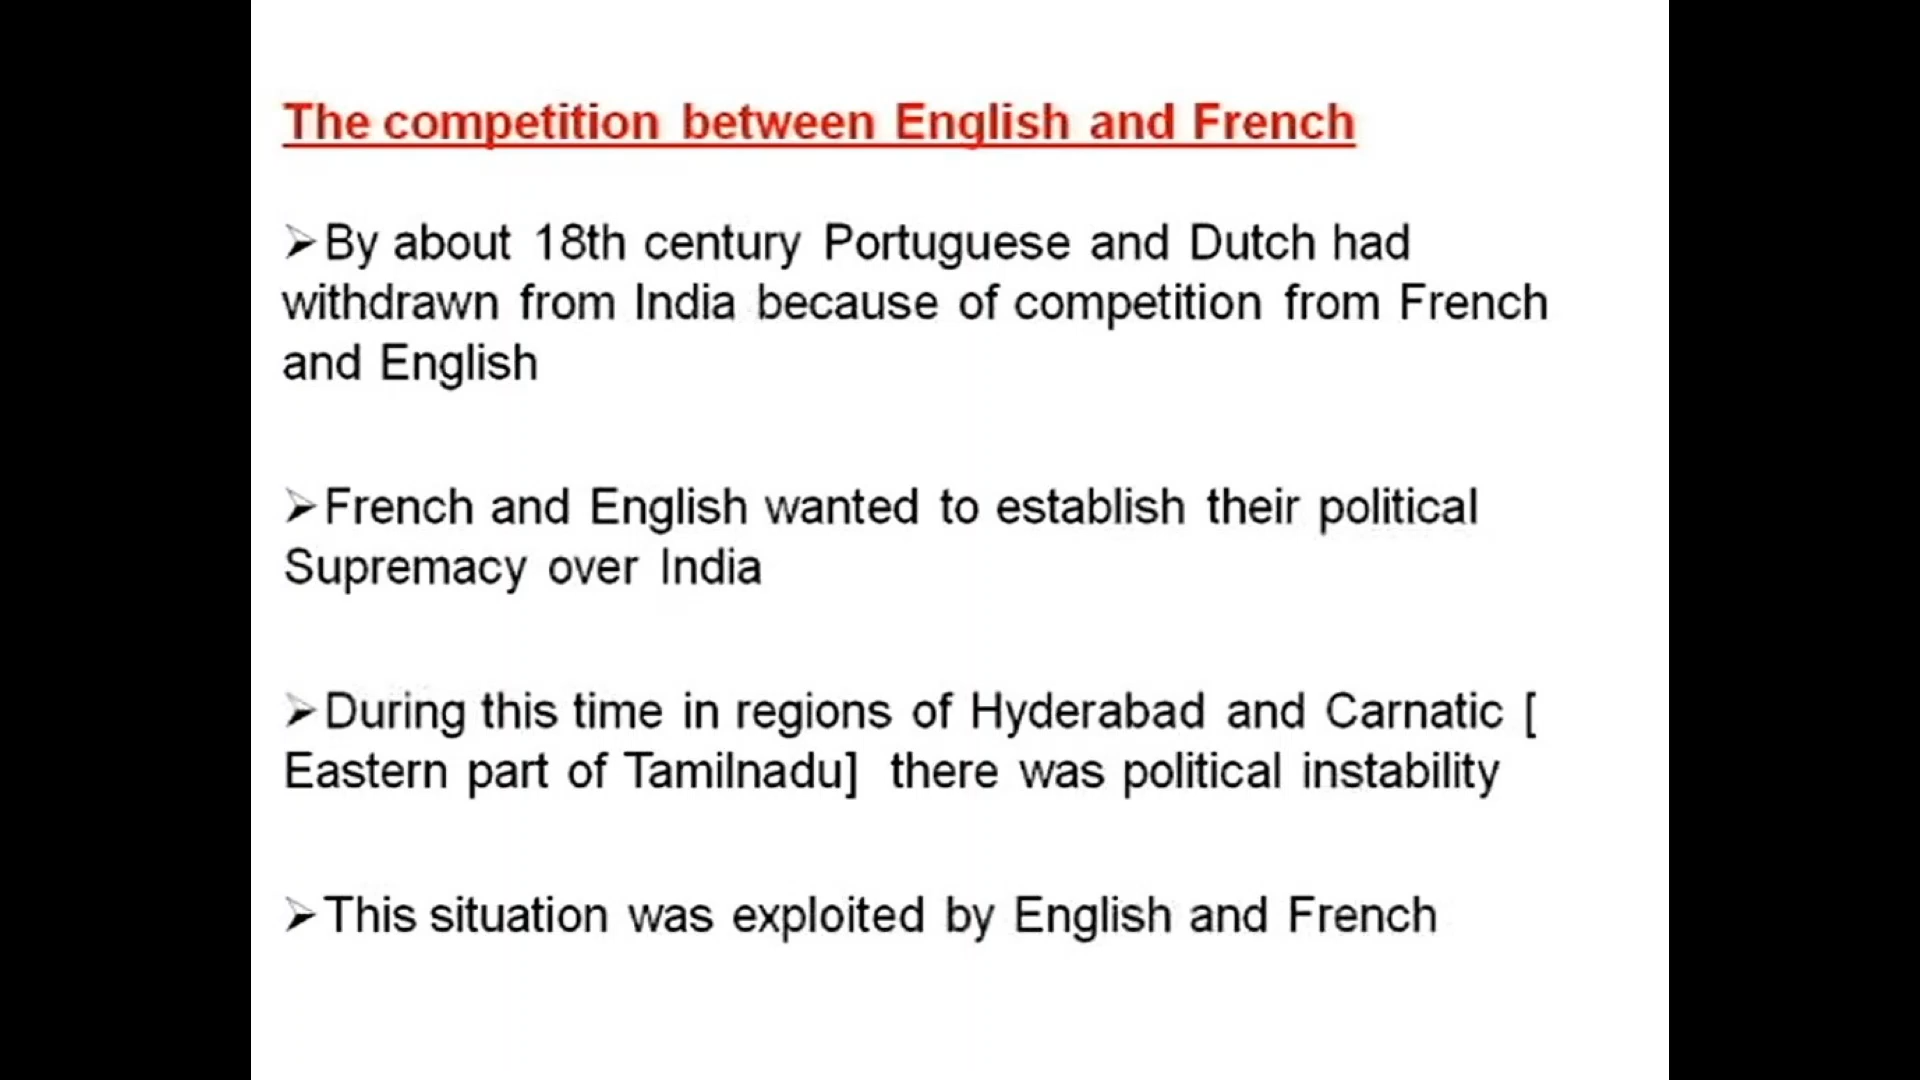 The competition between English and French
➢By about 18th century Portuguese and Dutch had
withdrawn from India because of competition from French
and English
➢French and English wanted to establish their political
Supremacy over India
➢During this time in regions of Hyderabad and Carnatic [
Eastern part of Tamilnadu] there was political instability
➢This situation was exploited by English and French